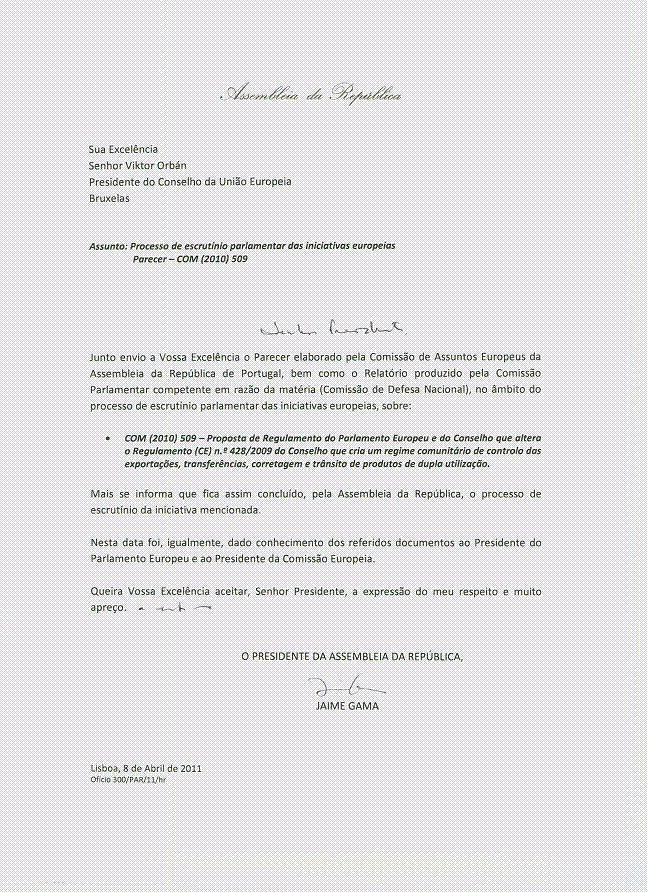 Assembleia da República
Sua Excelência
Senhor Viktor Orbán
Presidente do Conselho da União Europeia
Bruxelas
Assunto: Processo de escrutínio parlamentar das iniciativas europeias
Parecer – COM (2010) 509
Junto envio a Vossa Excelência o Parecer elaborado pela Comissão de Assuntos Europeus da
Assembleia da República de Portugal, bem como o Relatório produzido pela Comissão
Parlamentar competente em razão da matéria (Comissão de Defesa Nacional), no âmbito do
processo de escrutínio parlamentar das iniciativas europeias, sobre:
• COM (2010) 509 – Proposta de Regulamento do Parlamento Europeu e do Conselho que altera
o Regulamento (CE) n.º 428/2009 do Conselho que cria um regime comunitário de controlo das
exportações, transferências, corretagem e trânsito de produtos de dupla utilização.
Mais se informa que fica assim concluído, pela Assembleia da República, o processo de
escrutínio da iniciativa mencionada.
Nesta data foi, igualmente, dado conhecimento dos referidos documentos ao Presidente do
Parlamento Europeu e ao Presidente da Comissão Europeia.
Queira Vossa Excelência aceitar, Senhor Presidente, a expressão do meu respeito e muito
apreço.
O PRESIDENTE DA ASSEMBLEIA DA REPÚBLICA,
JAIME GAMA
Lisboa, 8 de Abril de 2011
Ofício 300/PAR/11/hr